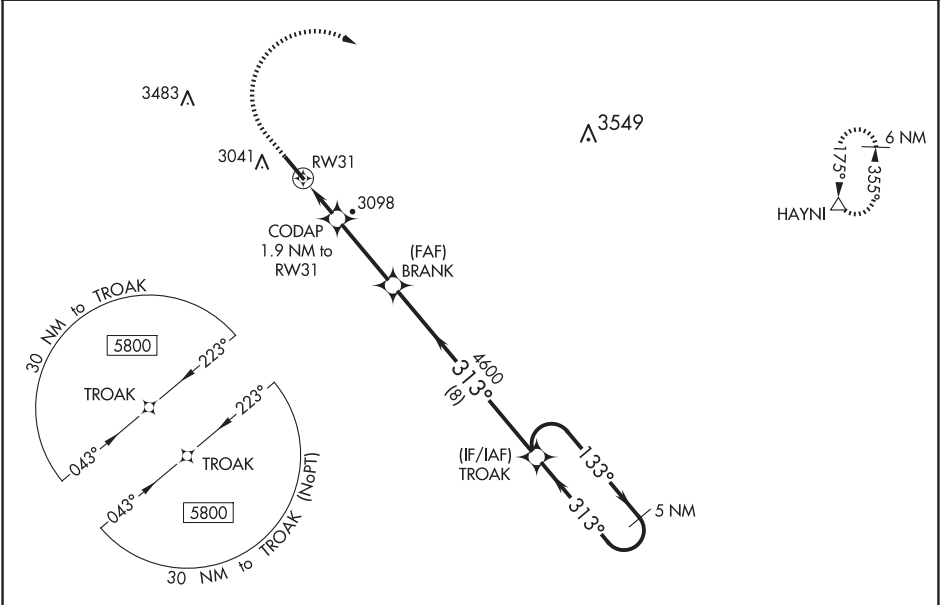 3483
3041
RW31
3549
6 NM
175°
355°
HAYNI
3098
CODAP
1.9 NM to
RW31
(FAF)
BRANK
4600
313°
(8)
(IF/IAF)
TROAK
133°
313°
5 NM
30 NM to TROAK
5800
223°
TROAK
043°
223°
TROAK
043°
5800
30 NM to TROAK (NoPT)